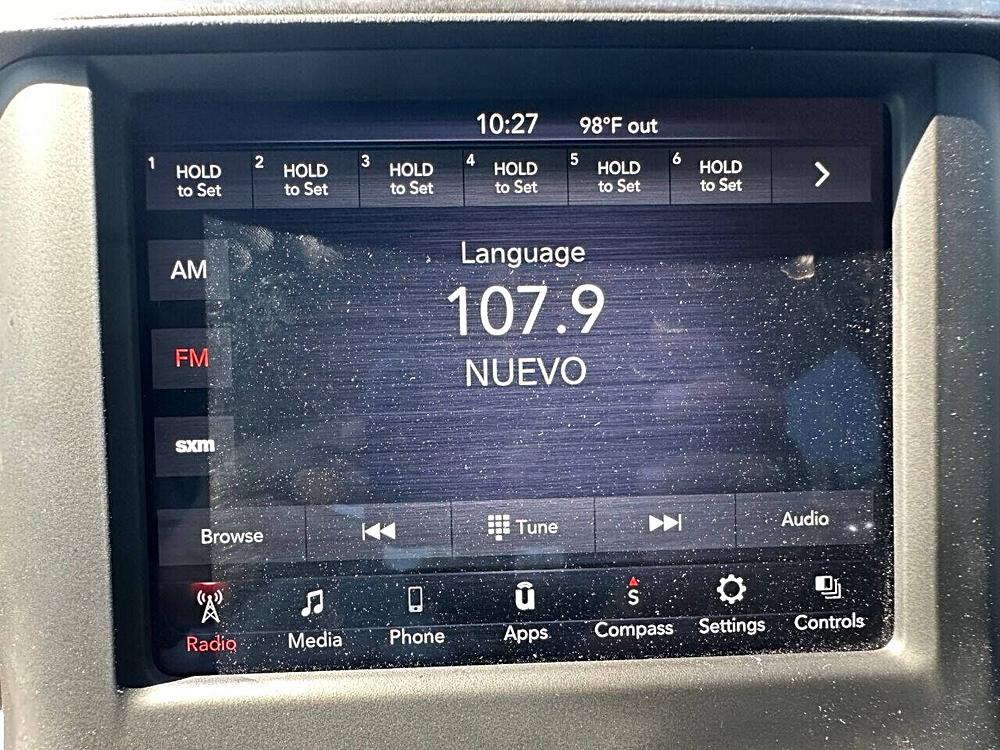 10:27 98°F out
1 HOLD to Set
2 HOLD to Set
3 HOLD to Set
4 HOLD to Set
5 HOLD to Set
6 HOLD to Set
AM
FM
sxm
Language
107.9
NUEVO
Browse Tune Audio
Radio Media Phone Apps S Compass Settings Controls